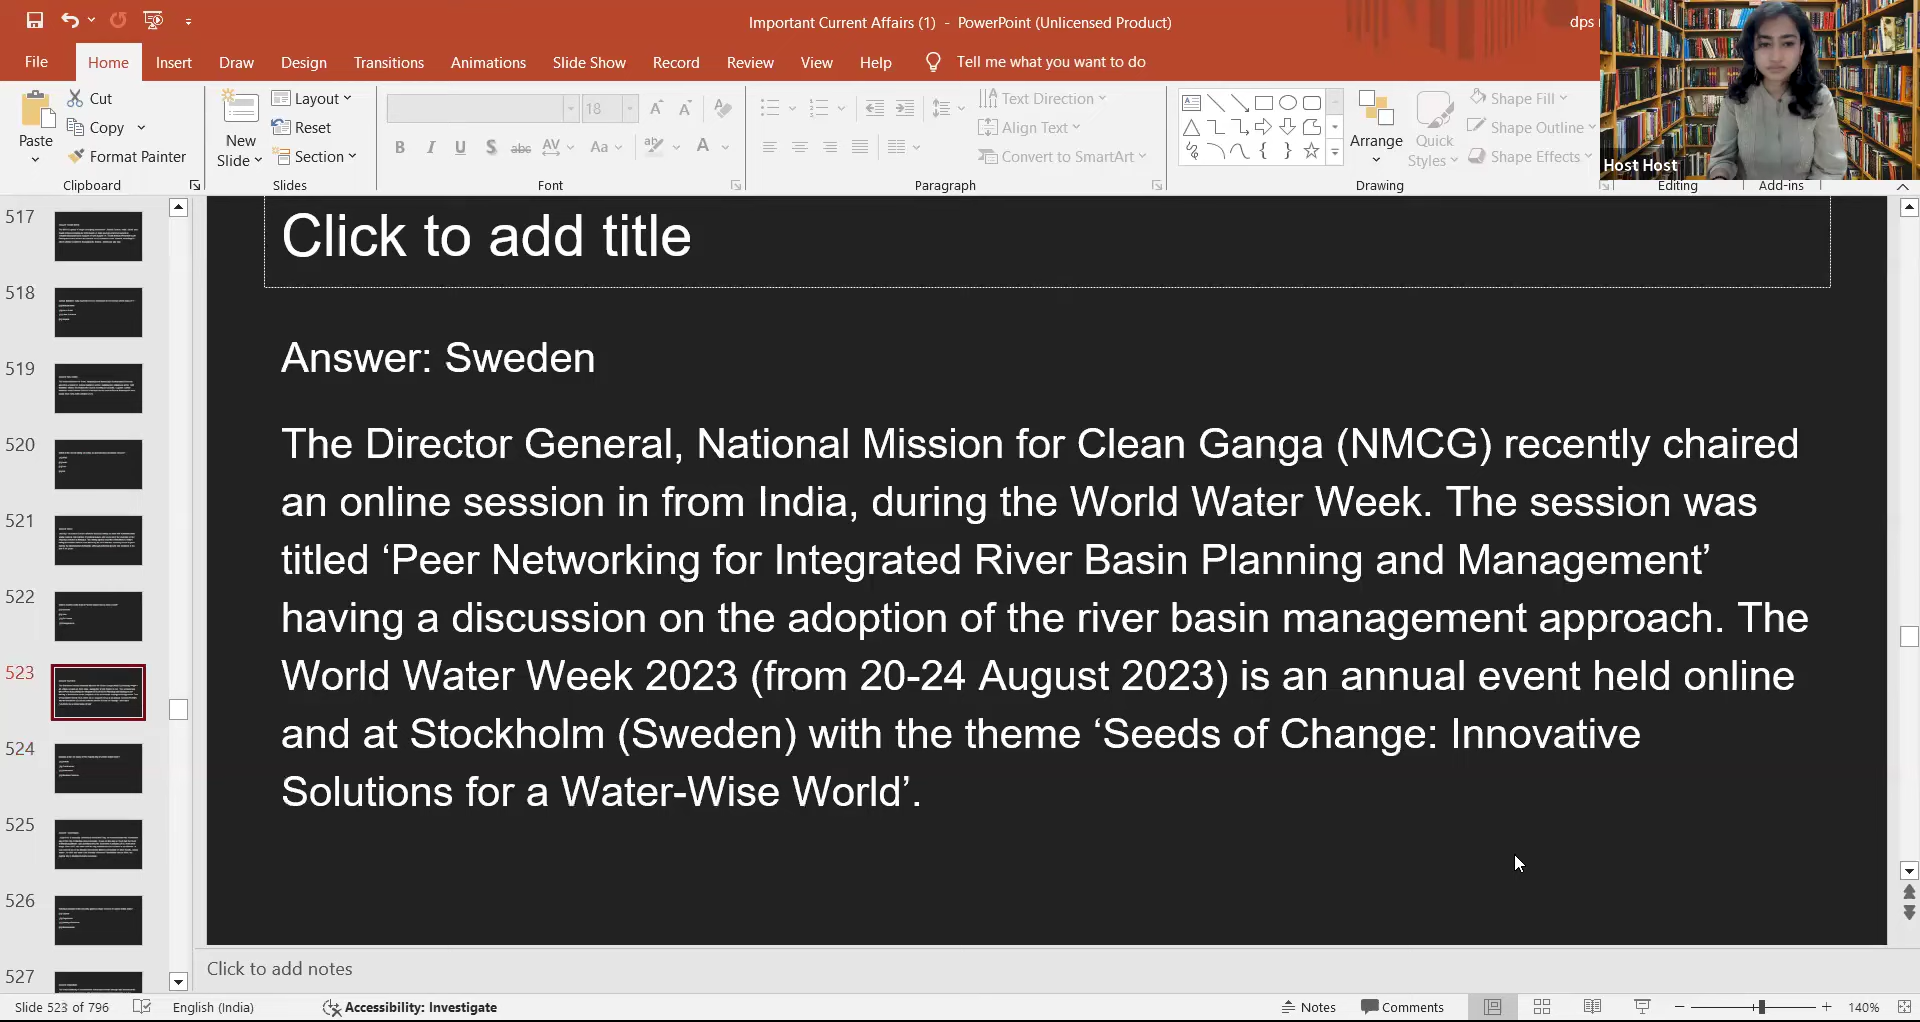 Important Current Affairs (1) - PowerPoint (Unlicensed Product)
dps
File
Home
Insert
Draw
Design
Transitions
Animations
Slide Show
Record
Review
View
Help
Tell me what you want to do
Paste
Cut
Copy
Format Painter
Clipboard
New
Slide
Layout
Reset
Section
Slides
18
Font
Text Direction
Align Text
Convert to SmartArt
Paragraph
Arrange
Quick
Styles
Shape Fill
Shape Outline
Shape Effects
Drawing
Editing
Add-ins
Host Host
517
518
519
520
521
522
523
524
525
526
527
Click to add title
Answer: Sweden
The Director General, National Mission for Clean Ganga (NMCG) recently chaired
an online session in from India, during the World Water Week. The session was
titled ‘Peer Networking for Integrated River Basin Planning and Management’
having a discussion on the adoption of the river basin management approach. The
World Water Week 2023 (from 20-24 August 2023) is an annual event held online
and at Stockholm (Sweden) with the theme ‘Seeds of Change: Innovative
Solutions for a Water-Wise World’.
Click to add notes
Slide 523 of 796
English (India)
Accessibility: Investigate
Notes
Comments
140%